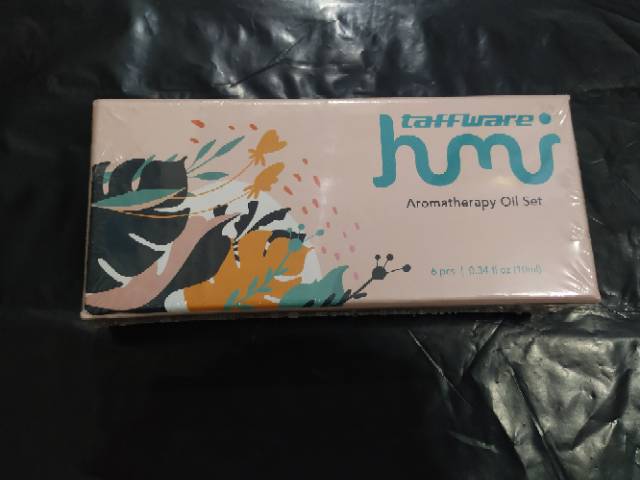 taffware
humi
Aromatherapy Oil Set
6 pcs | 0.34 fl oz (10ml)